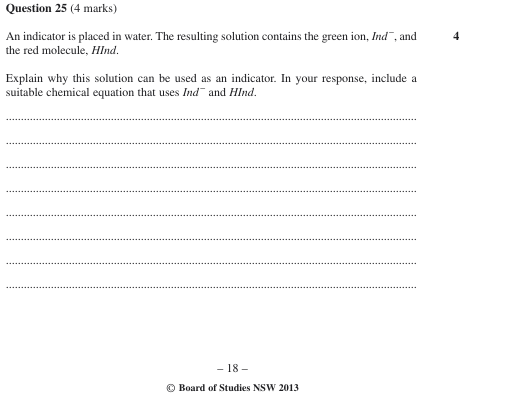 Question 25 (4 marks)
An indicator is placed in water. The resulting solution contains the green ion, Ind⁻, and 4
the red molecule, HInd.
Explain why this solution can be used as an indicator. In your response, include a
suitable chemical equation that uses Ind⁻ and HInd.
– 18 –
© Board of Studies NSW 2013